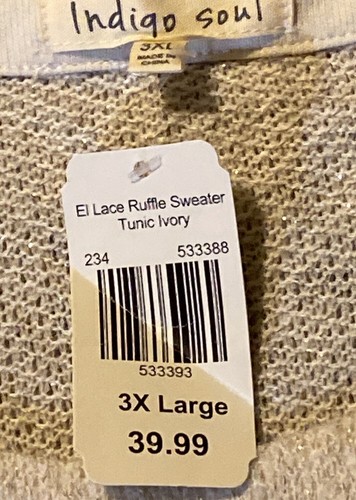 Indigo soul
3XL
MADE IN
CHINA
El Lace Ruffle Sweater
Tunic Ivory
234 533388
533393
3X Large
39.99